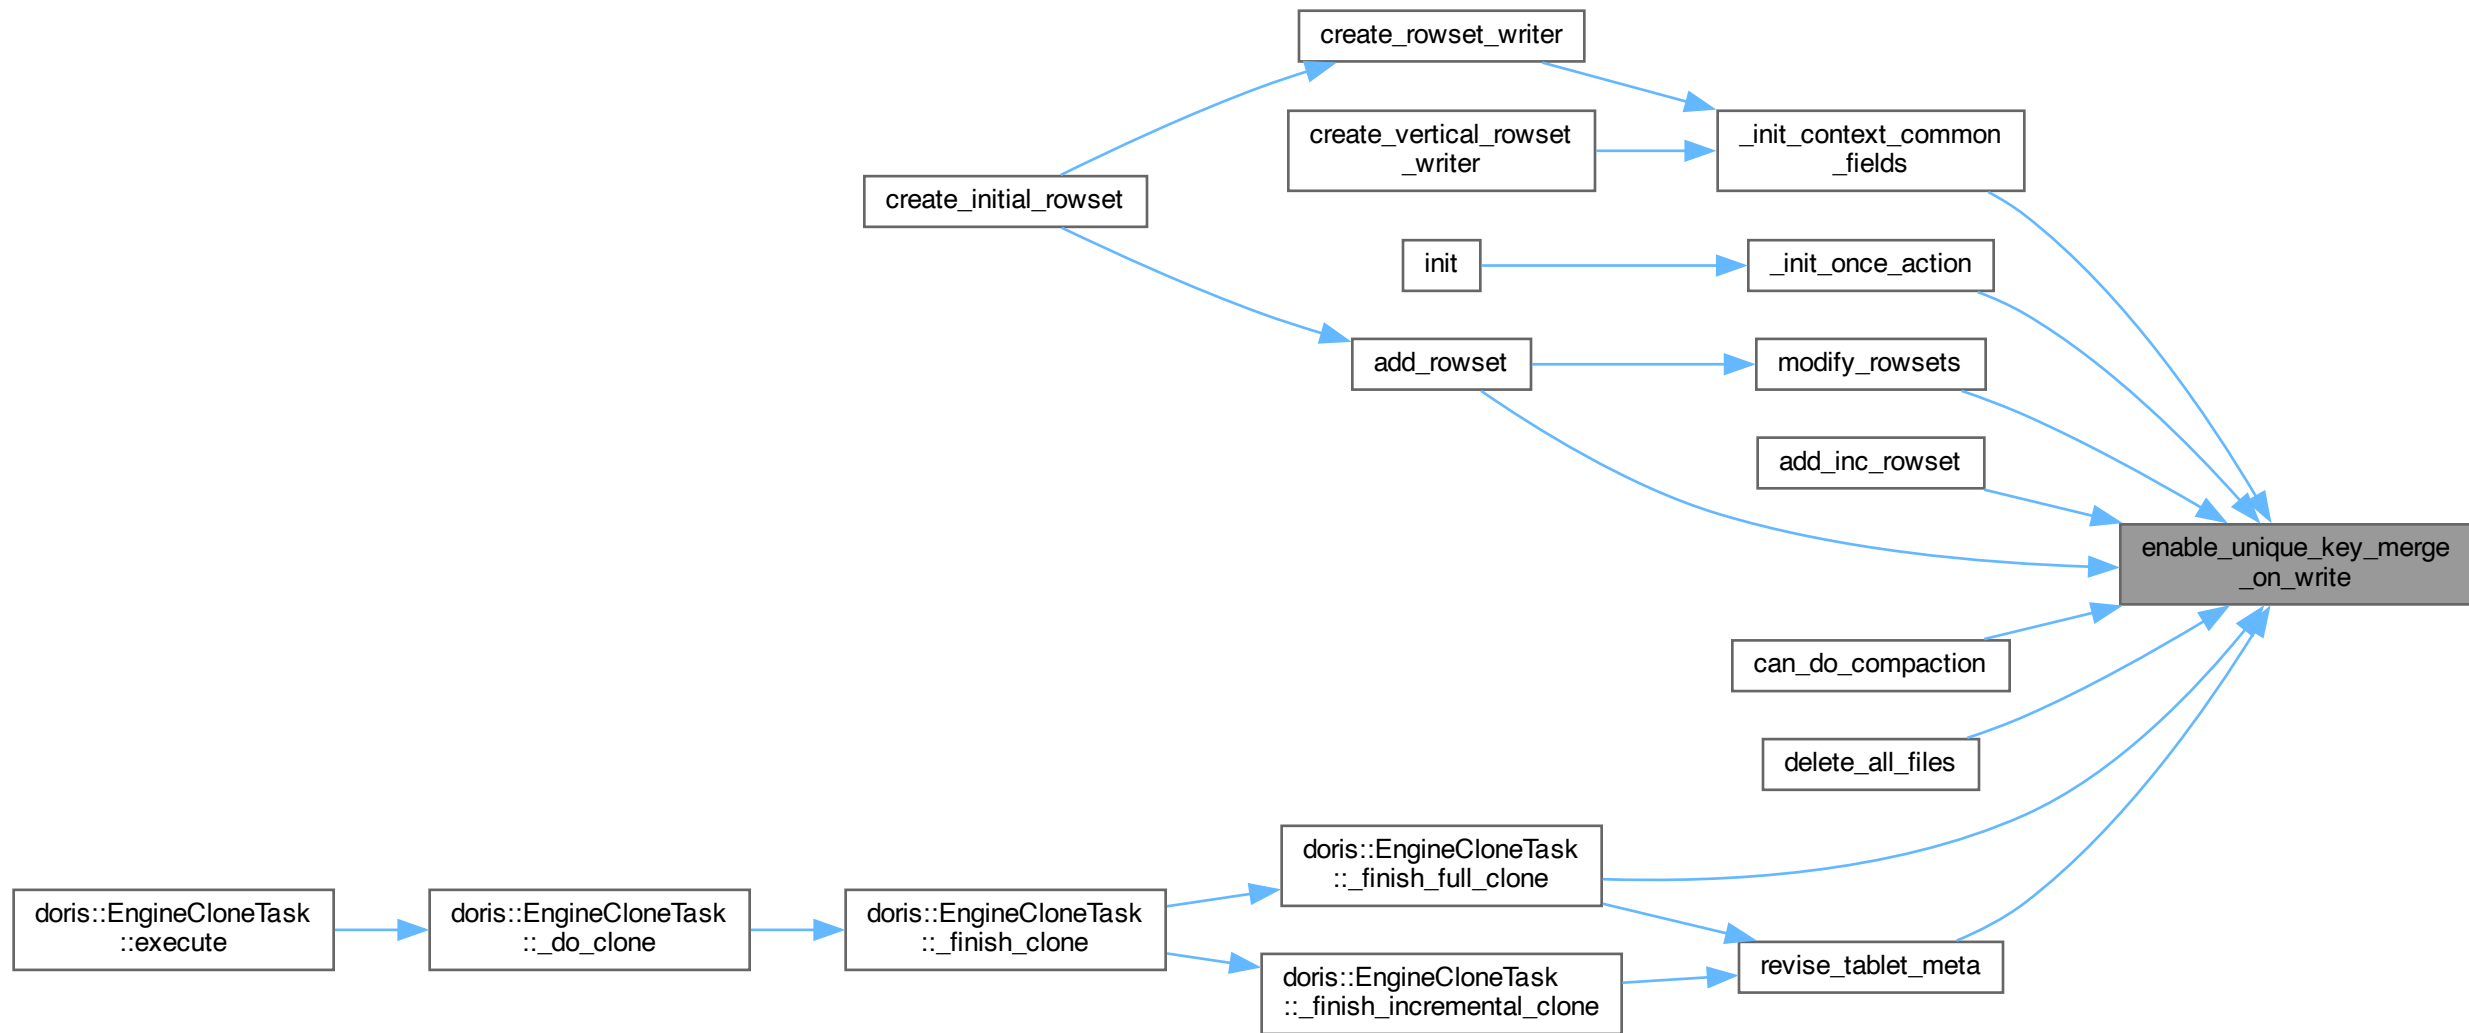 create_rowset_writer
create_vertical_rowset
_writer
_init_context_common
_fields
create_initial_rowset
init
_init_once_action
add_rowset
modify_rowsets
add_inc_rowset
enable_unique_key_merge
_on_write
can_do_compaction
delete_all_files
doris::EngineCloneTask
::_finish_full_clone
doris::EngineCloneTask
::execute
doris::EngineCloneTask
::_do_clone
doris::EngineCloneTask
::_finish_clone
revise_tablet_meta
doris::EngineCloneTask
::_finish_incremental_clone